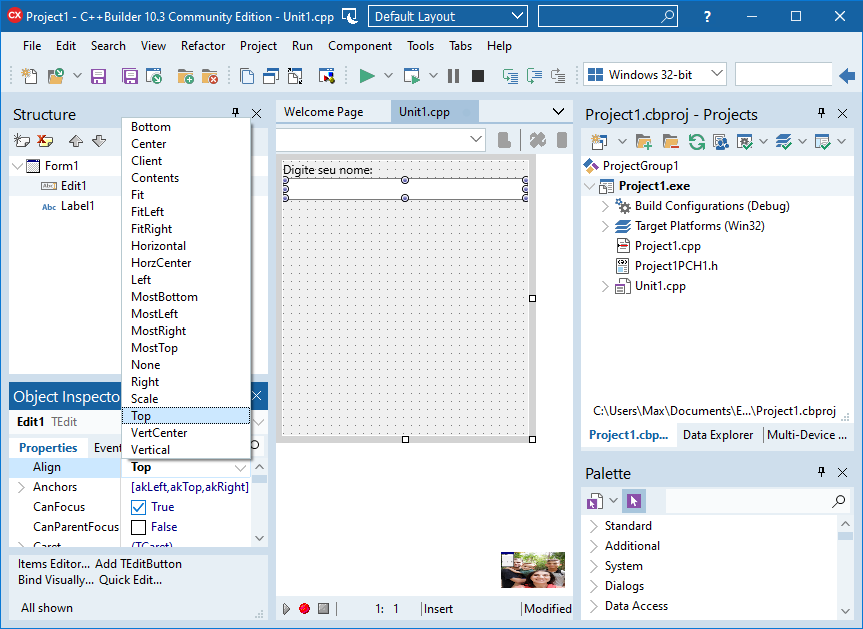 CX Project1 - C++Builder 10.3 Community Edition - Unit1.cpp Default Layout ?
File Edit Search View Refactor Project Run Component Tools Tabs Help
Windows 32-bit
Structure
Form1
Edit1
Label1
Bottom
Center
Client
Contents
Fit
FitLeft
FitRight
Horizontal
HorzCenter
Left
MostBottom
MostLeft
MostRight
MostTop
None
Right
Scale
Top
VertCenter
Vertical
Object Inspecto
Edit1 TEdit
Properties Event
Align Top
Anchors [akLeft,akTop,akRight]
CanFocus True
CanParentFocus False
Caret (TCaret)
Items Editor... Add TEditButton
Bind Visually... Quick Edit...
All shown
Welcome Page Unit1.cpp
Digite seu nome:
1: 1 Insert Modified
Project1.cbproj - Projects
ProjectGroup1
Project1.exe
Build Configurations (Debug)
Target Platforms (Win32)
Project1.cpp
Project1PCH1.h
Unit1.cpp
C:\Users\Max\Documents\E...\Project1.cbproj
Project1.cbp... Data Explorer Multi-Device ...
Palette
Standard
Additional
System
Dialogs
Data Access